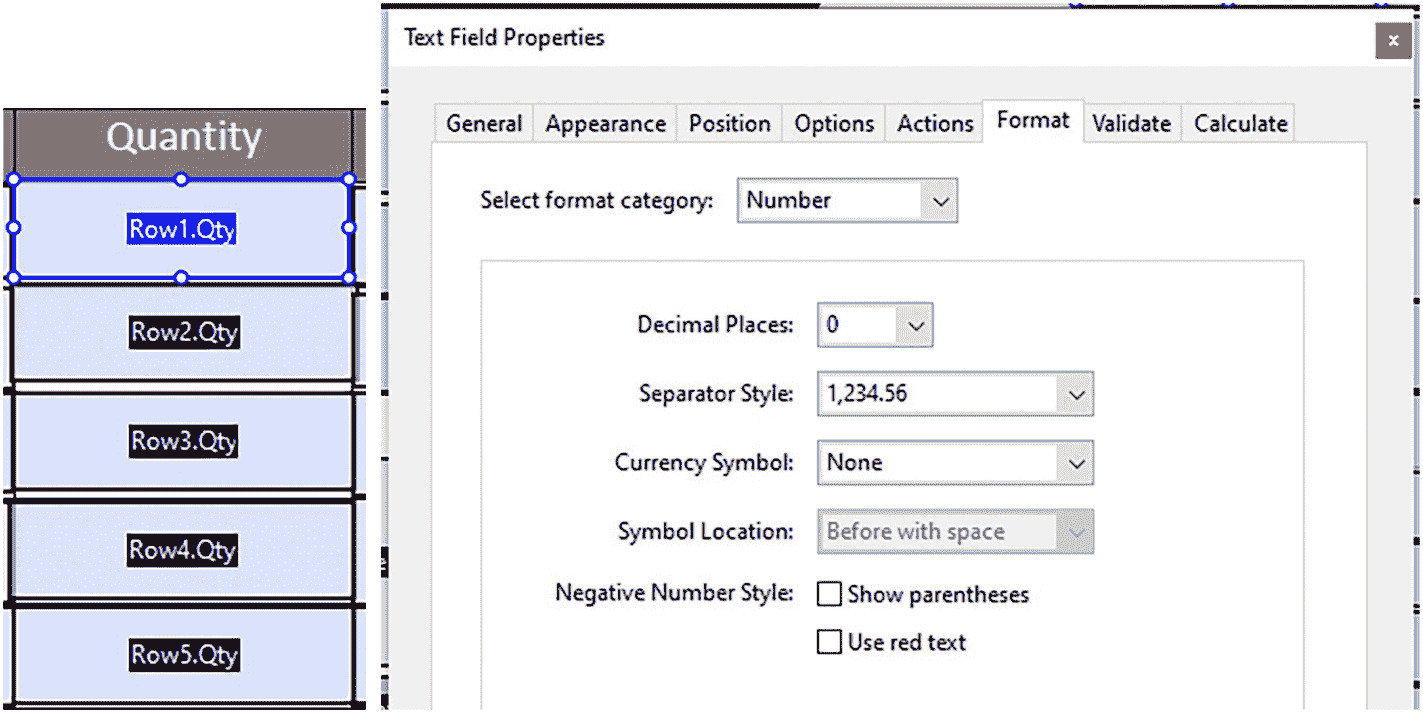 Quantity
Row1.Qty
Row2.Qty
Row3.Qty
Row4.Qty
Row5.Qty
Text Field Properties
General Appearance Position Options Actions Format Validate Calculate
Select format category: Number
Decimal Places: 0
Separator Style: 1,234.56
Currency Symbol: None
Symbol Location: Before with space
Negative Number Style: Show parentheses
Use red text